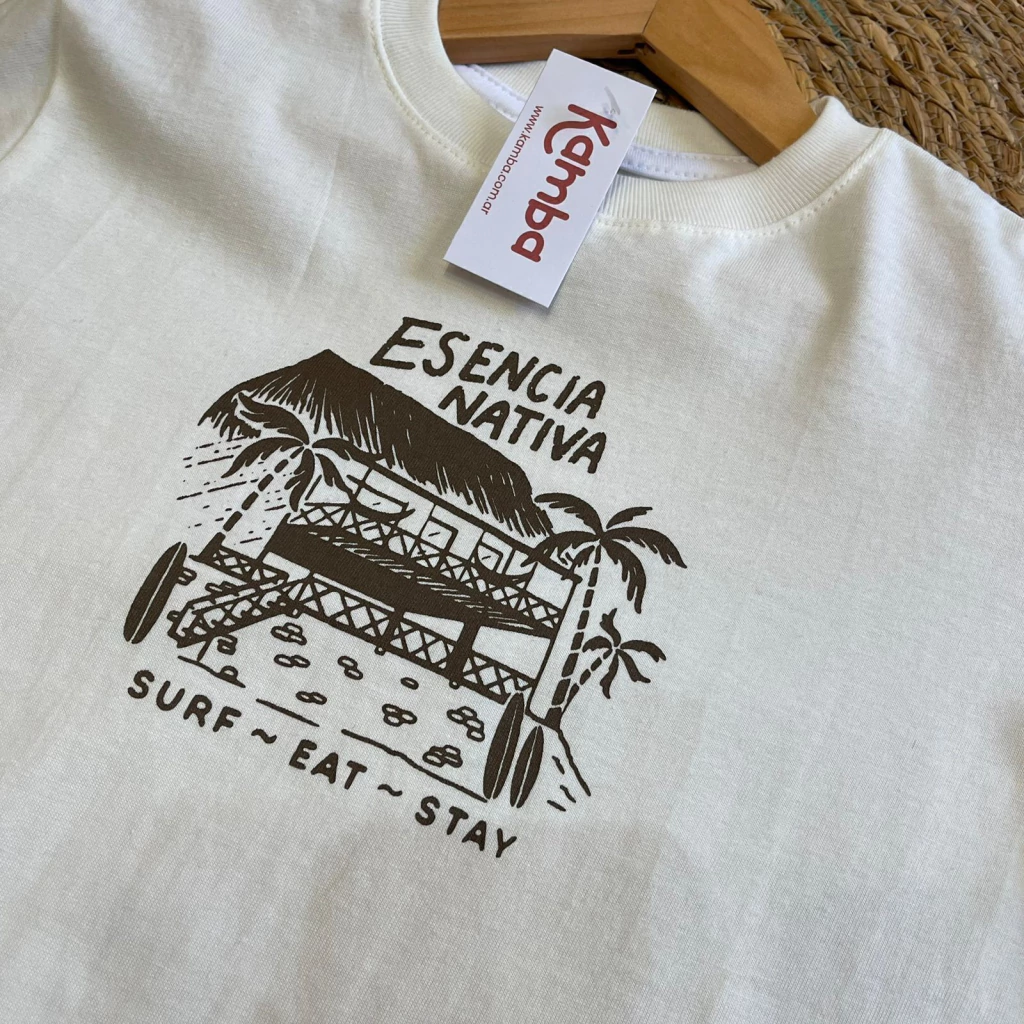 Kamba
www.kamba.com.ar
ESENCIA
NATIVA
SURF ~ EAT ~ STAY